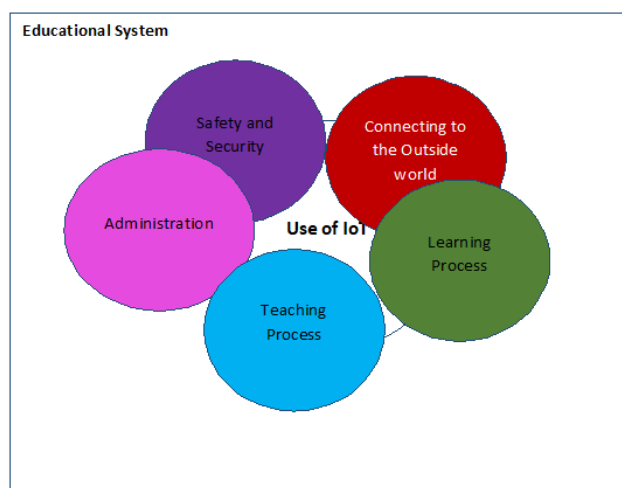 Educational System
Safety and
Security
Connecting to
the Outside
world
Administration
Use of IoT
Learning
Process
Teaching
Process